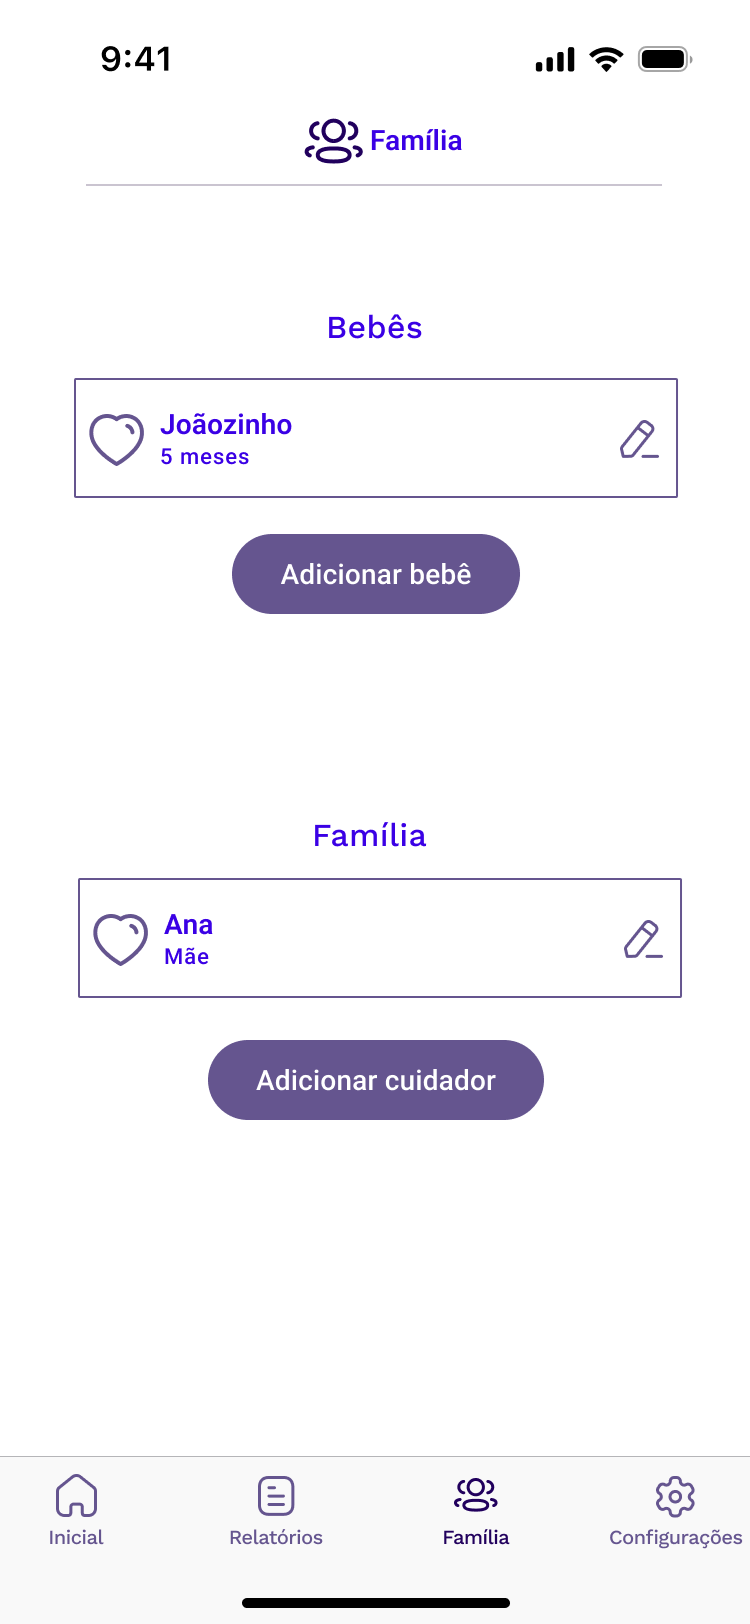 9:41
Família
Bebês
Joãozinho
5 meses
Adicionar bebê
Família
Ana
Mãe
Adicionar cuidador
Inicial
Relatórios
Família
Configurações